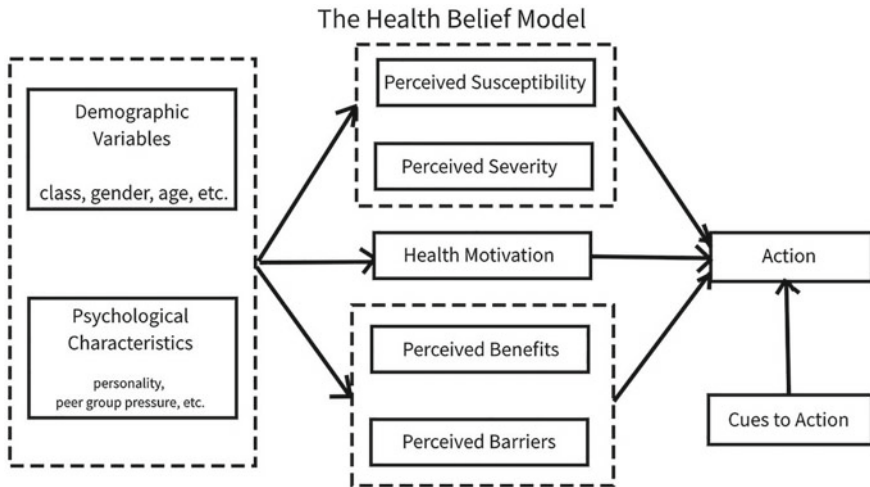 The Health Belief Model
Demographic
Variables
class, gender, age, etc.
Psychological
Characteristics
personality,
peer group pressure, etc.
Perceived Susceptibility
Perceived Severity
Health Motivation
Perceived Benefits
Perceived Barriers
Action
Cues to Action